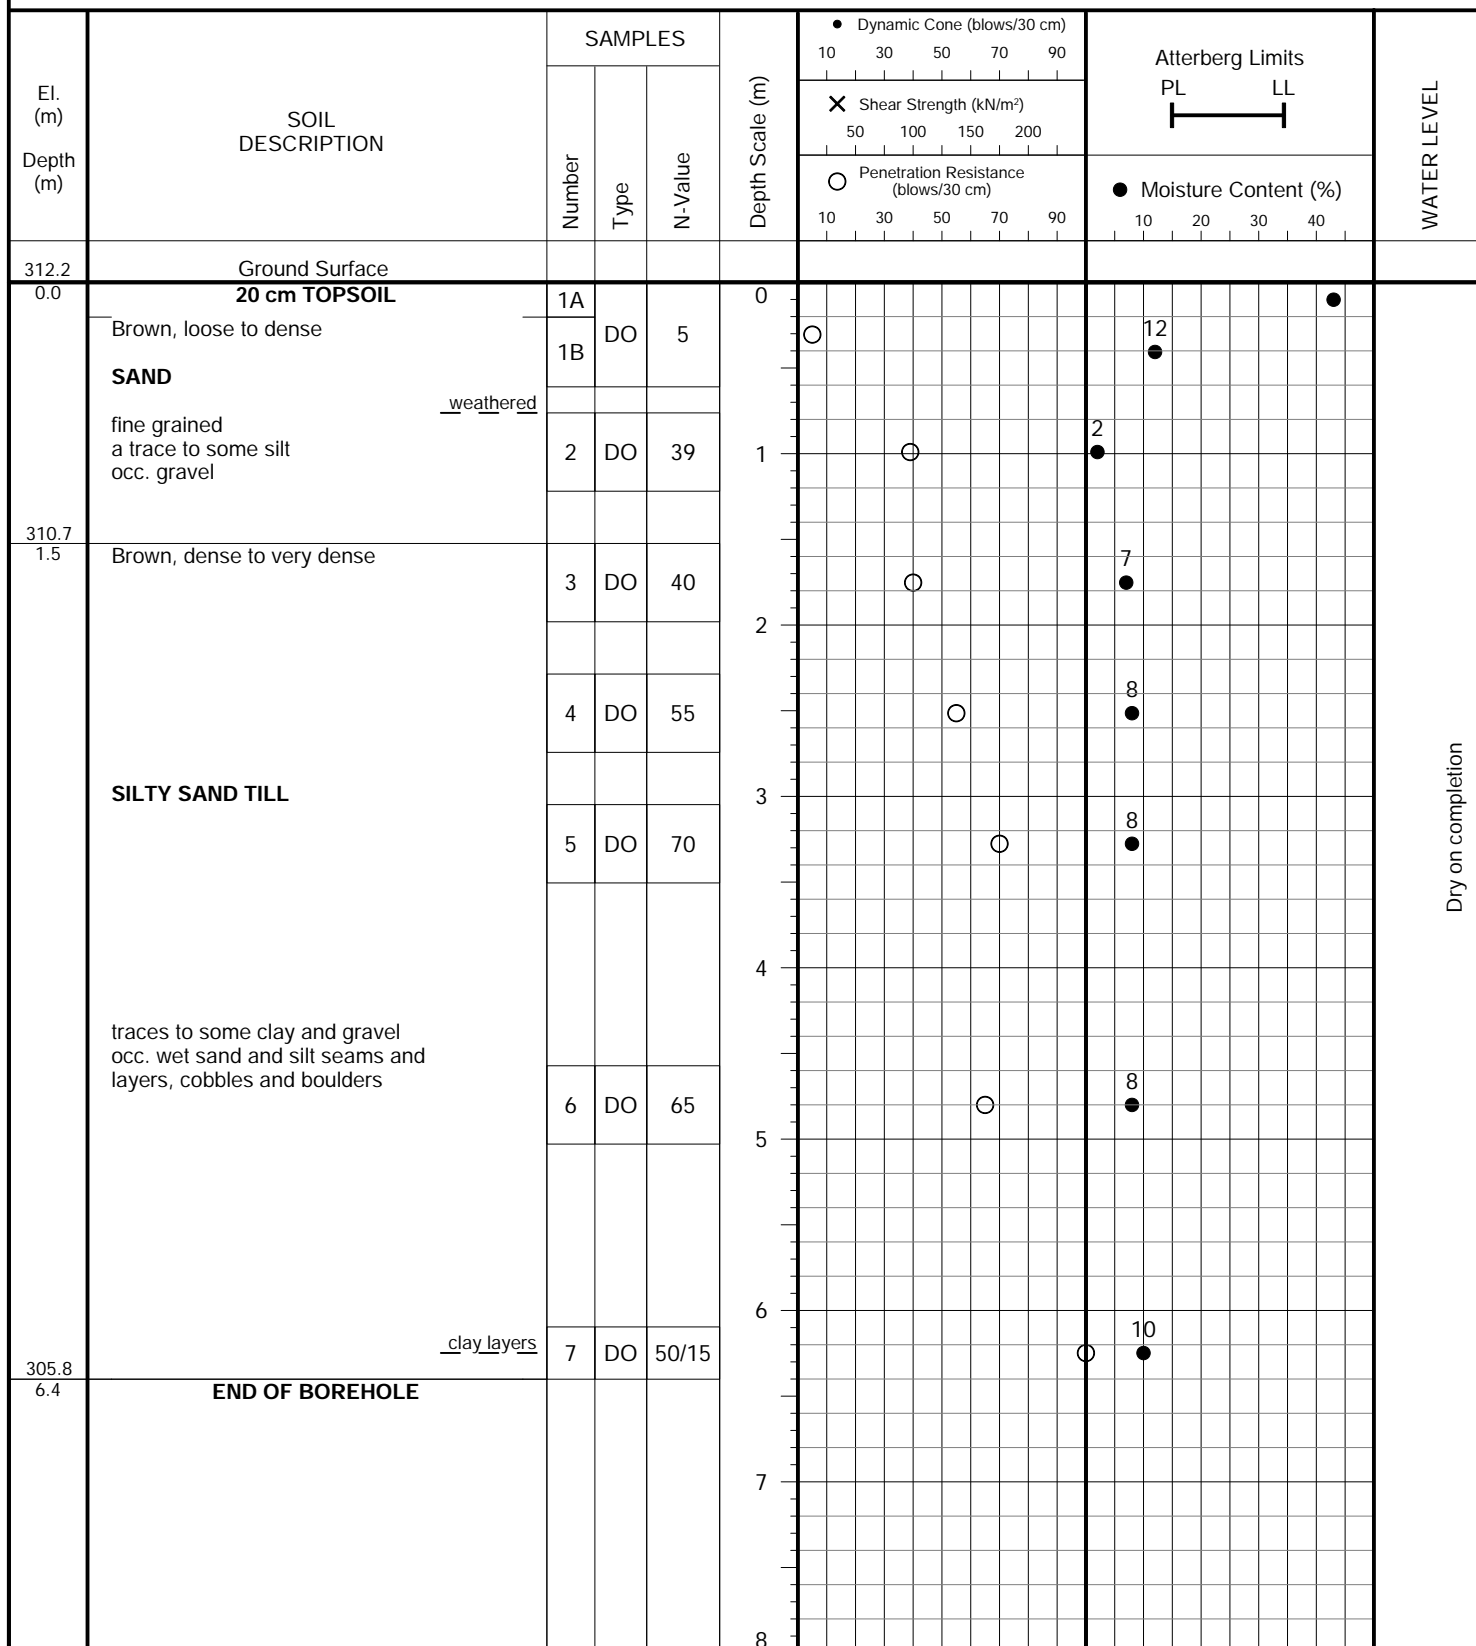 El.
(m)
Depth
(m)
SOIL
DESCRIPTION
SAMPLES
Number
Type
N-Value
Depth Scale (m)
Dynamic Cone (blows/30 cm)
10 30 50 70 90
Shear Strength (kN/m²)
50 100 150 200
Penetration Resistance
(blows/30 cm)
10 30 50 70 90
Atterberg Limits
PL LL
Moisture Content (%)
10 20 30 40
WATER LEVEL
312.2 Ground Surface
0.0 20 cm TOPSOIL 1A 0
Brown, loose to dense DO 5 12
1B
SAND
weathered
fine grained 2
a trace to some silt 2 DO 39 1
occ. gravel
310.7
1.5 Brown, dense to very dense 7
3 DO 40
2
8
4 DO 55
SILTY SAND TILL 3
8
5 DO 70
Dry on completion
4
traces to some clay and gravel
occ. wet sand and silt seams and
layers, cobbles and boulders 8
6 DO 65
5
6
10
clay layers 7 DO 50/15
305.8
6.4 END OF BOREHOLE
7
8